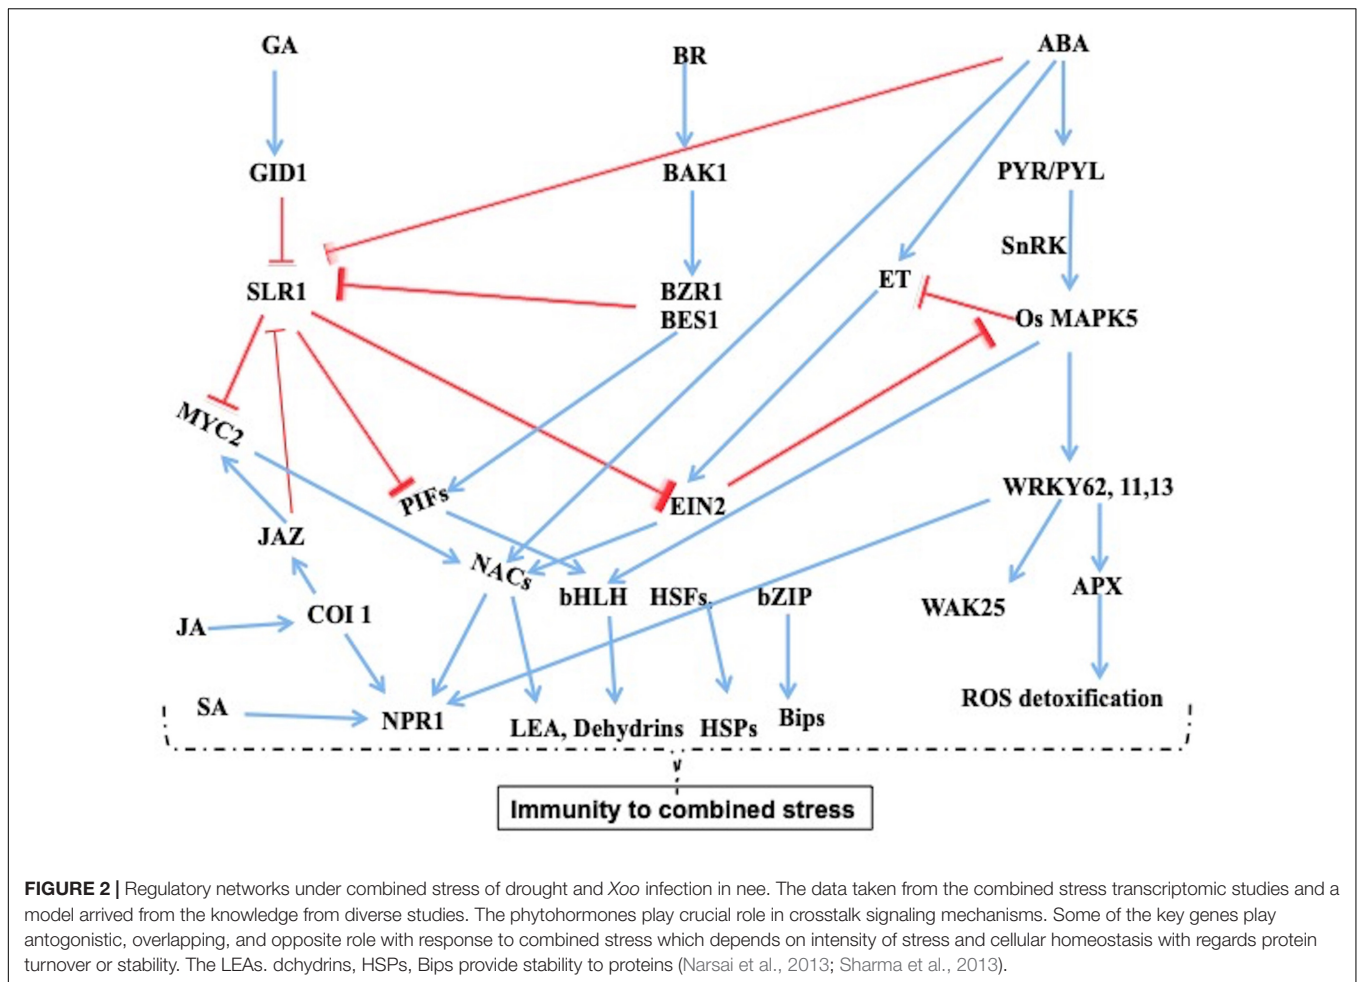 GA
BR
ABA
GID1
BAK1
PYR/PYL
SnRK
SLR1
BZR1
BES1
ET
Os MAPK5
MYC2
PIFs
EIN2
WRKY62, 11,13
JAZ
NACs
bHLH
HSFs
bZIP
WAK25
APX
JA
COI 1
SA
NPR1
LEA, Dehydrins
HSPs
Bips
ROS detoxification
Immunity to combined stress
FIGURE 2 | Regulatory networks under combined stress of drought and Xoo infection in nee. The data taken from the combined stress transcriptomic studies and a
model arrived from the knowledge from diverse studies. The phytohormones play crucial role in crosstalk signaling mechanisms. Some of the key genes play
antogonistic, overlapping, and opposite role with response to combined stress which depends on intensity of stress and cellular homeostasis with regards protein
turnover or stability. The LEAs. dchydrins, HSPs, Bips provide stability to proteins (Narsai et al., 2013; Sharma et al., 2013).